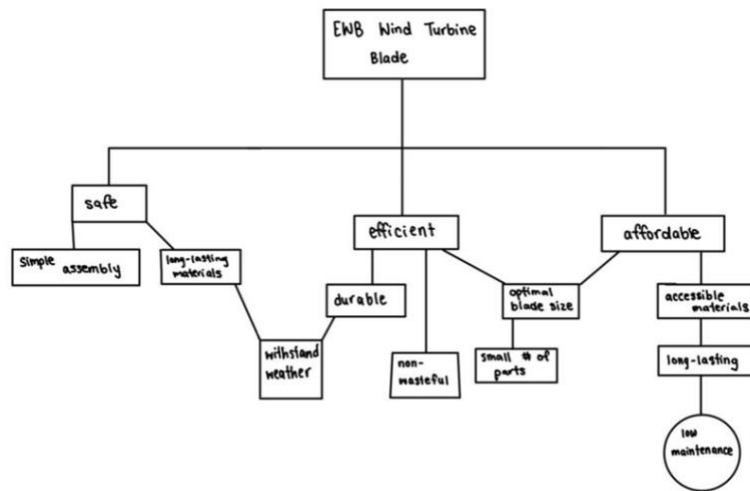 EWB Wind Turbine
Blade
safe
efficient
affordable
Simple
assembly
long-lasting
materials
durable
optimal
blade size
accessible
materials
withstand
weather
non-
wasteful
small # of
parts
long-lasting
low
maintenance